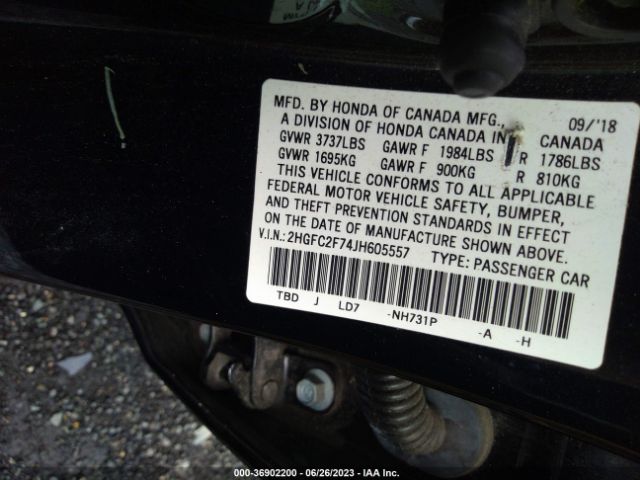 MFD. BY HONDA OF CANADA MFG., 09/'18
A DIVISION OF HONDA CANADA IN CANADA
GVWR 3737LBS GAWR F 1984LBS R 1786LBS
GVWR 1695KG GAWR F 900KG R 810KG
THIS VEHICLE CONFORMS TO ALL APPLICABLE
FEDERAL MOTOR VEHICLE SAFETY, BUMPER,
AND THEFT PREVENTION STANDARDS IN EFFECT
ON THE DATE OF MANUFACTURE SHOWN ABOVE.
V.I.N.: 2HGFC2F74JH605557 TYPE: PASSENGER CAR
TBD J LD7 -NH731P -A -H
000-36902200 - 06/26/2023 - IAA Inc.